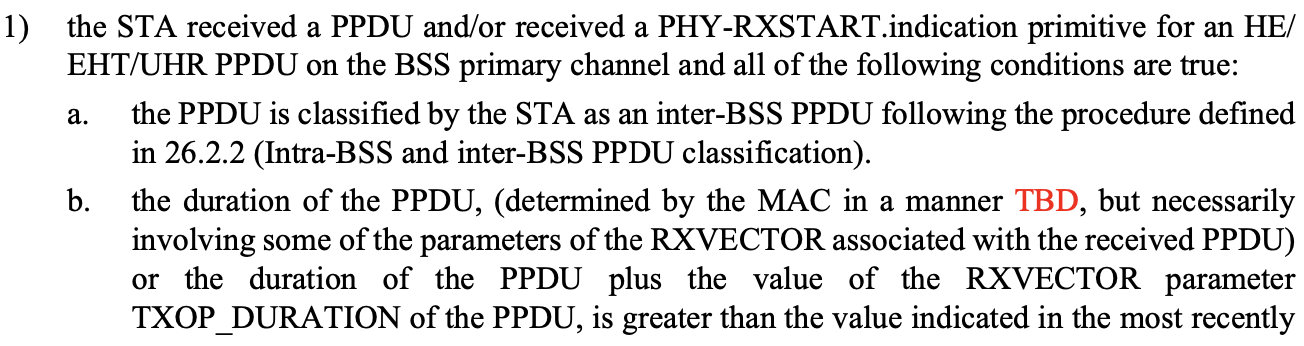 1) the STA received a PPDU and/or received a PHY-RXSTART.indication primitive for an HE/
EHT/UHR PPDU on the BSS primary channel and all of the following conditions are true:
a. the PPDU is classified by the STA as an inter-BSS PPDU following the procedure defined
in 26.2.2 (Intra-BSS and inter-BSS PPDU classification).
b. the duration of the PPDU, (determined by the MAC in a manner TBD, but necessarily
involving some of the parameters of the RXVECTOR associated with the received PPDU)
or the duration of the PPDU plus the value of the RXVECTOR parameter
TXOP_DURATION of the PPDU, is greater than the value indicated in the most recently